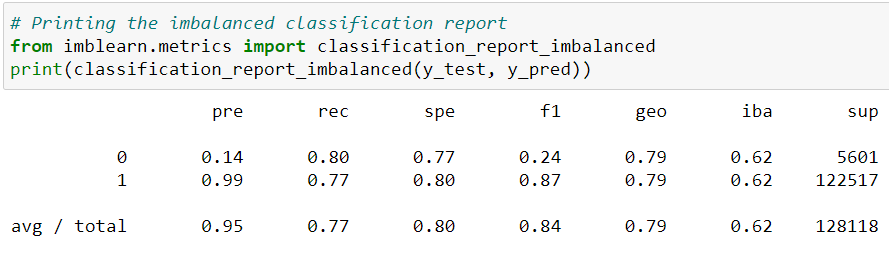 # Printing the imbalanced classification report
from imblearn.metrics import classification_report_imbalanced
print(classification_report_imbalanced(y_test, y_pred))
pre rec spe f1 geo iba sup
0 0.14 0.80 0.77 0.24 0.79 0.62 5601
1 0.99 0.77 0.80 0.87 0.79 0.62 122517
avg / total 0.95 0.77 0.80 0.84 0.79 0.62 128118